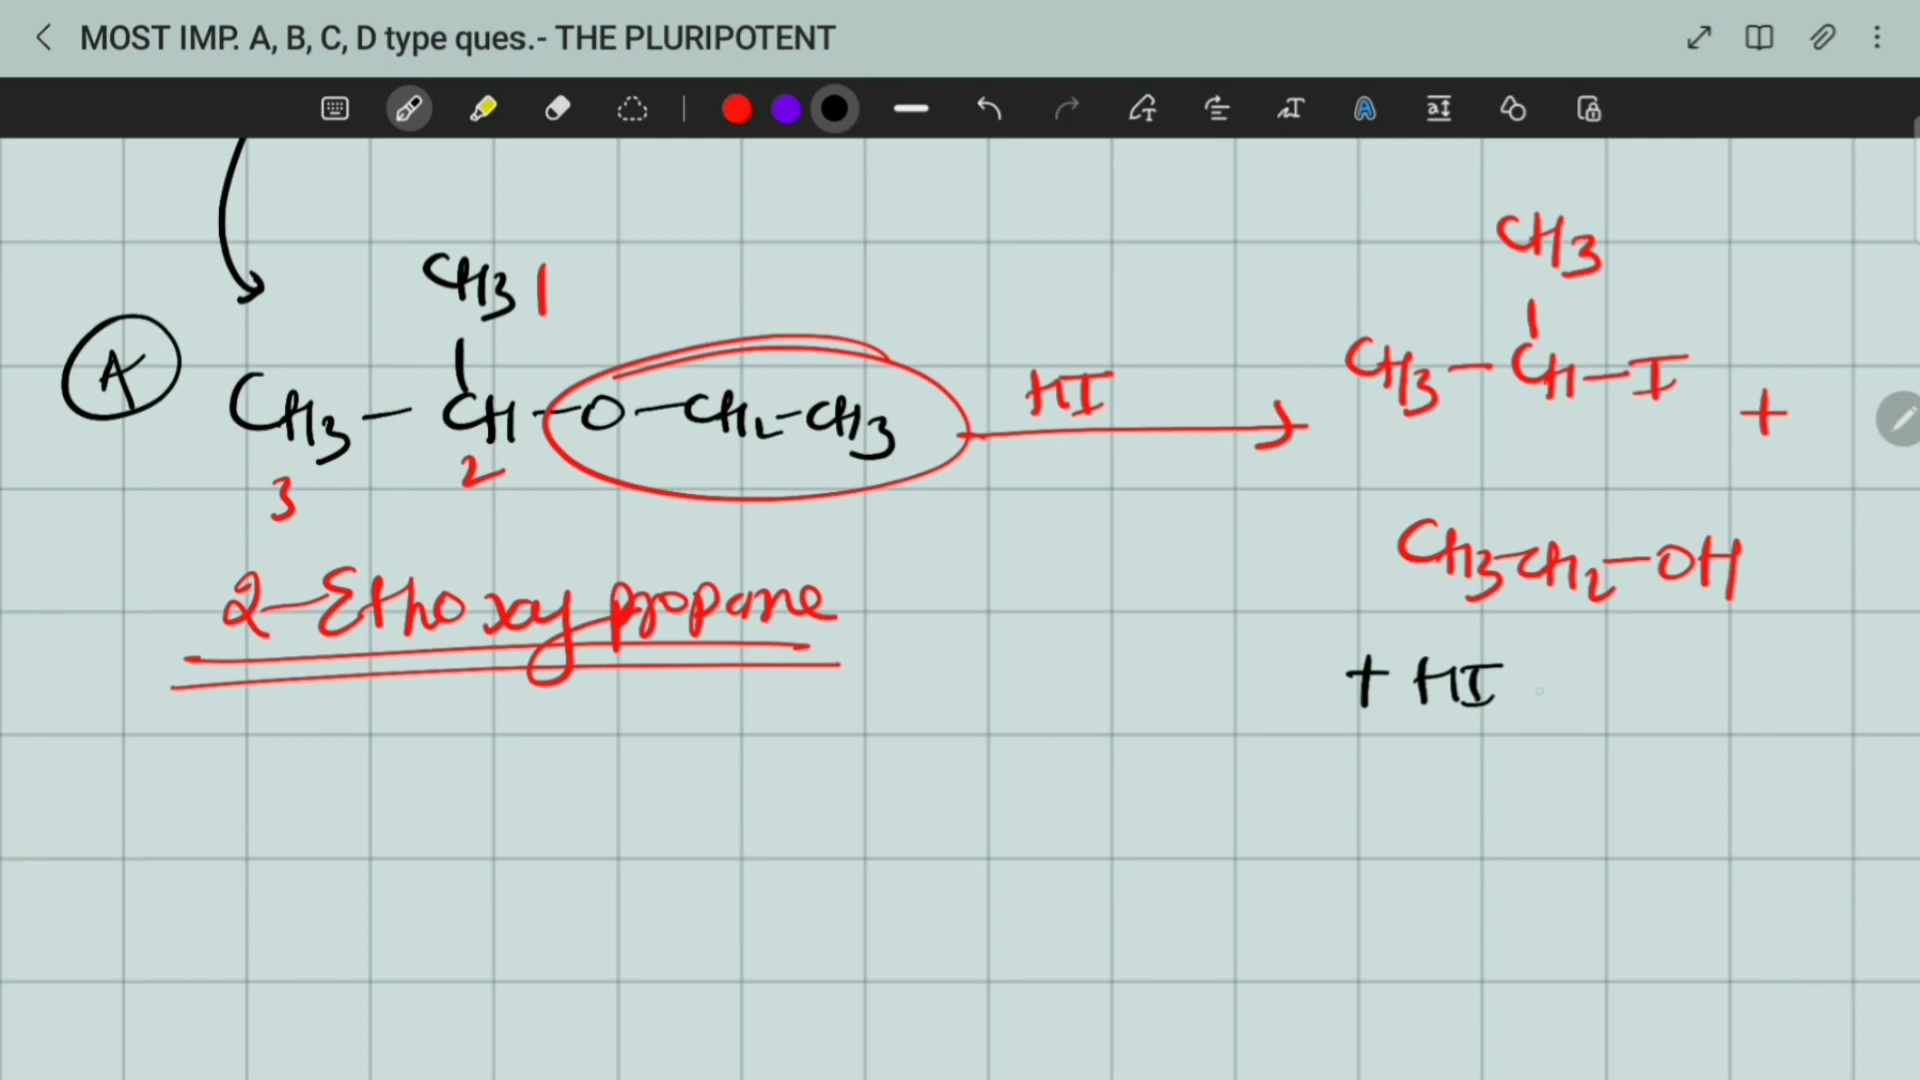 MOST IMP. A, B, C, D type ques.- THE PLURIPOTENT
CH3
CH3 1
A
CH3 - CH - O - CH2 - CH3
HI
CH3 - CH - I +
3
2
CH3-CH2-OH
2-Ethoxy propane
+ HI